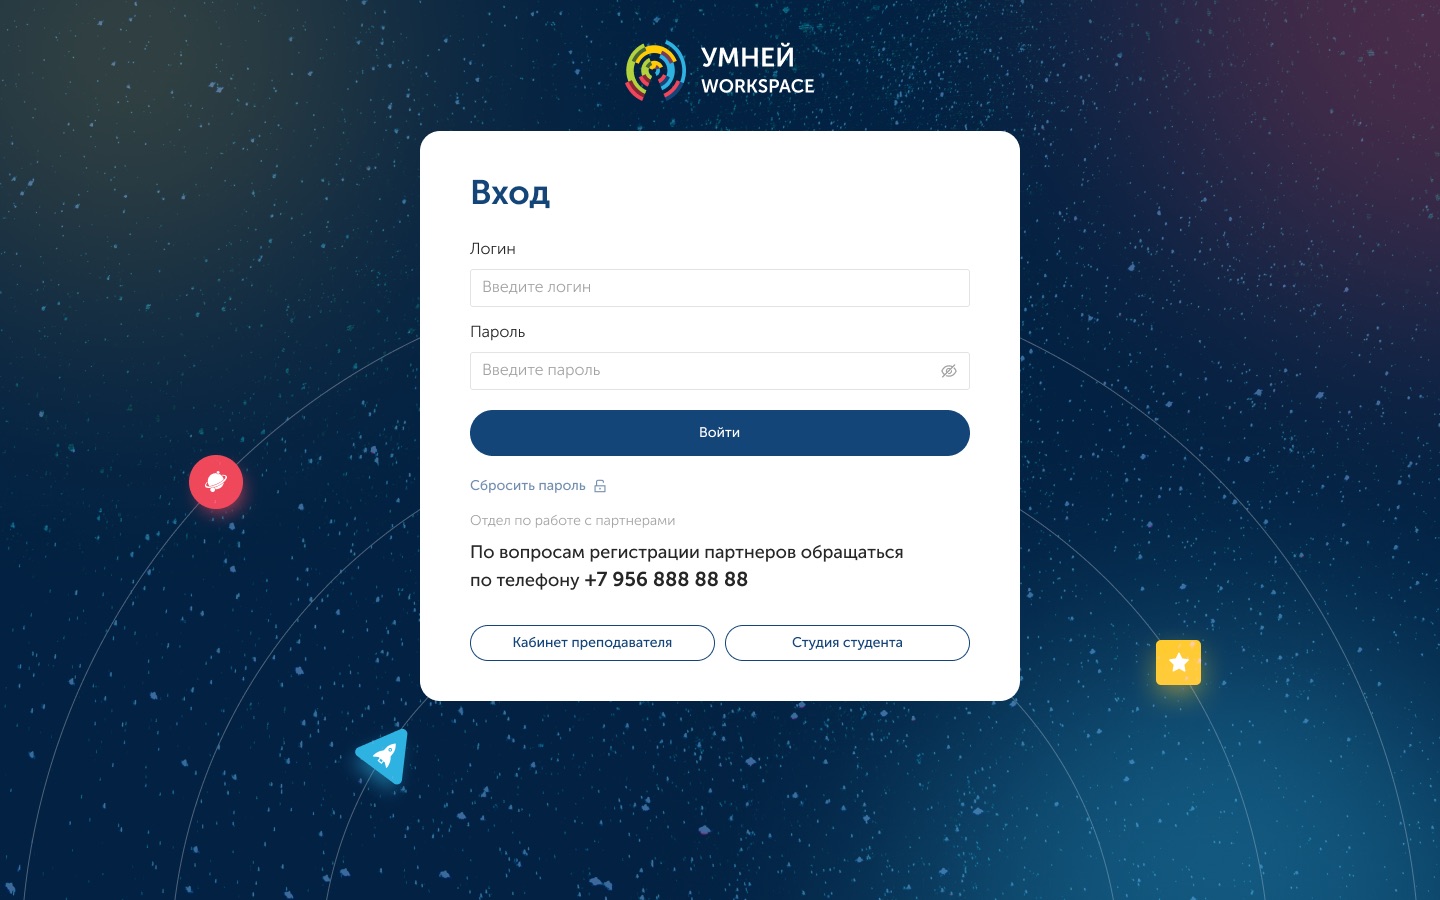 УМНЕЙ
WORKSPACE
Вход
Логин
Введите логин
Пароль
Введите пароль
Войти
Сбросить пароль
Отдел по работе с партнерами
По вопросам регистрации партнеров обращаться
по телефону +7 956 888 88 88
Кабинет преподавателя
Студия студента